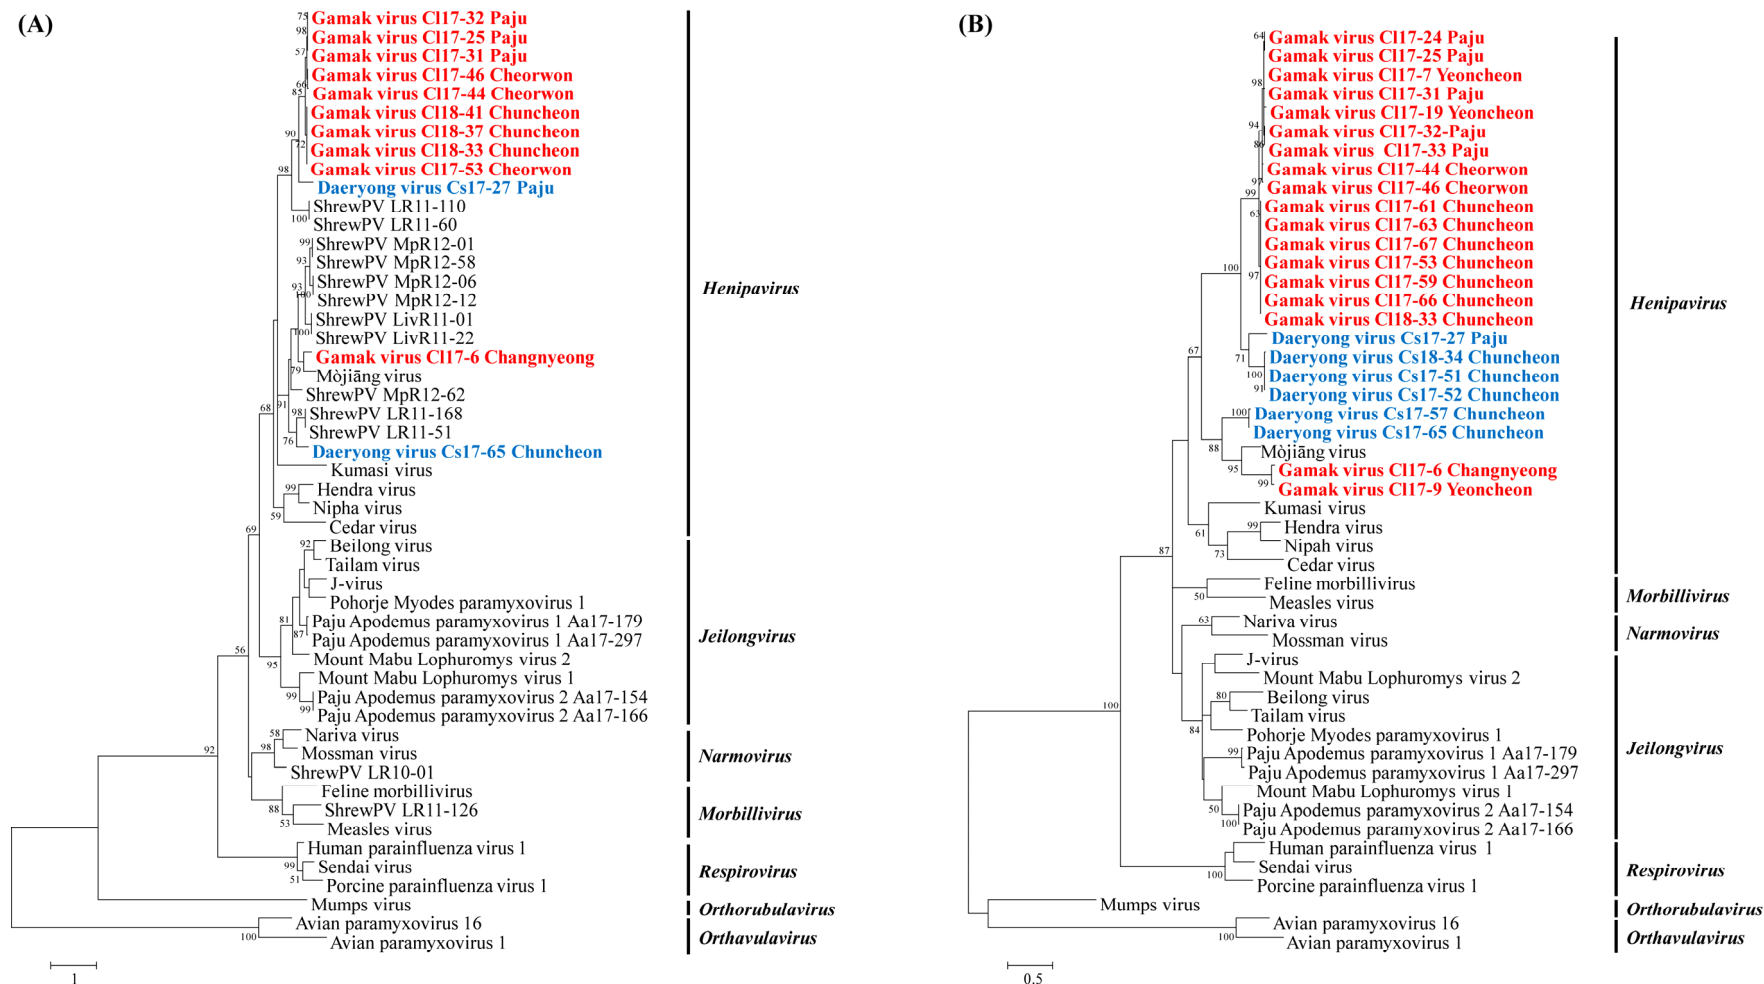 (A)
75
Gamak virus Cl17-32 Paju
98
Gamak virus Cl17-25 Paju
57
Gamak virus Cl17-31 Paju
Gamak virus Cl17-46 Cheorwon
66
85
Gamak virus Cl17-44 Cheorwon
Gamak virus Cl18-41 Chuncheon
90
Gamak virus Cl18-37 Chuncheon
72
Gamak virus Cl18-33 Chuncheon
98
Gamak virus Cl17-53 Cheorwon
Daeryong virus Cs17-27 Paju
ShrewPV LR11-110
100
ShrewPV LR11-60
99
ShrewPV MpR12-01
93
ShrewPV MpR12-58
ShrewPV MpR12-06
93
100
ShrewPV MpR12-12
ShrewPV LivR11-01
100
ShrewPV LivR11-22
Gamak virus Cl17-6 Changnyeong
79
Mòjiāng virus
ShrewPV MpR12-62
91
68
98
ShrewPV LR11-168
ShrewPV LR11-51
76
Daeryong virus Cs17-65 Chuncheon
Kumasi virus
99
Hendra virus
Nipha virus
59
Cedar virus
69
92
Beilong virus
Tailam virus
J-virus
Pohorje Myodes paramyxovirus 1
81
Paju Apodemus paramyxovirus 1 Aa17-179
87
Paju Apodemus paramyxovirus 1 Aa17-297
56
95
Mount Mabu Lophuromys virus 2
Mount Mabu Lophuromys virus 1
99
Paju Apodemus paramyxovirus 2 Aa17-154
99
Paju Apodemus paramyxovirus 2 Aa17-166
58
Nariva virus
92
98
Mossman virus
ShrewPV LR10-01
Feline morbillivirus
88
ShrewPV LR11-126
53
Measles virus
Human parainfluenza virus 1
99
Sendai virus
51
Porcine parainfluenza virus 1
Mumps virus
Avian paramyxovirus 16
100
Avian paramyxovirus 1
1
Henipavirus
Jeilongvirus
Narmovirus
Morbillivirus
Respirovirus
Orthorubulavirus
Orthavulavirus
(B)
64
Gamak virus Cl17-24 Paju
Gamak virus Cl17-25 Paju
98
Gamak virus Cl17-7 Yeoncheon
Gamak virus Cl17-31 Paju
Gamak virus Cl17-19 Yeoncheon
94
Gamak virus Cl17-32-Paju
Gamak virus Cl17-33 Paju
Gamak virus Cl17-44 Cheorwon
97
99
Gamak virus Cl17-46 Cheorwon
63
Gamak virus Cl17-61 Chuncheon
Gamak virus Cl17-63 Chuncheon
Gamak virus Cl17-67 Chuncheon
100
97
Gamak virus Cl17-53 Chuncheon
Gamak virus Cl17-59 Chuncheon
Gamak virus Cl17-66 Chuncheon
Gamak virus Cl18-33 Chuncheon
Daeryong virus Cs17-27 Paju
67
71
Daeryong virus Cs18-34 Chuncheon
100
Daeryong virus Cs17-51 Chuncheon
91
Daeryong virus Cs17-52 Chuncheon
100
Daeryong virus Cs17-57 Chuncheon
Daeryong virus Cs17-65 Chuncheon
88
Mòjiāng virus
95
Gamak virus Cl17-6 Changnyeong
99
Gamak virus Cl17-9 Yeoncheon
Kumasi virus
99
Hendra virus
61
Nipah virus
73
Cedar virus
87
Feline morbillivirus
50
Measles virus
63
Nariva virus
Mossman virus
J-virus
Mount Mabu Lophuromys virus 2
80
Beilong virus
100
Tailam virus
84
Pohorje Myodes paramyxovirus 1
99
Paju Apodemus paramyxovirus 1 Aa17-179
Paju Apodemus paramyxovirus 1 Aa17-297
Mount Mabu Lophuromys virus 1
50
Paju Apodemus paramyxovirus 2 Aa17-154
100
Paju Apodemus paramyxovirus 2 Aa17-166
Human parainfluenza virus 1
Sendai virus
100
Porcine parainfluenza virus 1
Mumps virus
Avian paramyxovirus 16
100
Avian paramyxovirus 1
0.5
Henipavirus
Morbillivirus
Narmovirus
Jeilongvirus
Respirovirus
Orthorubulavirus
Orthavulavirus